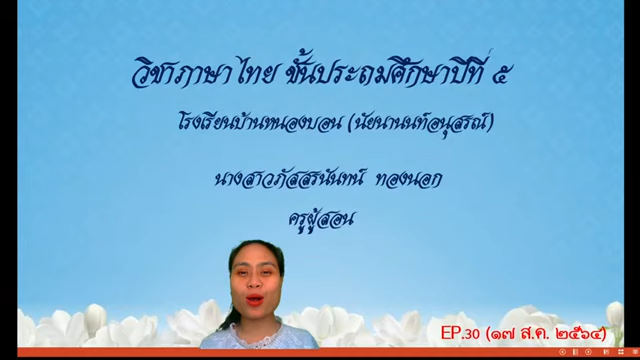 วิชาภาษาไทย ชั้นประถมศึกษาปีที่ ๕
โรงเรียนบ้านหนองบอน (นัยนานนท์อนุสรณ์)
นางสาวภัสสรนันทน์ ทองนอก
ครูผู้สอน
EP.30 (๑๗ ส.ค. ๒๕๖๔)